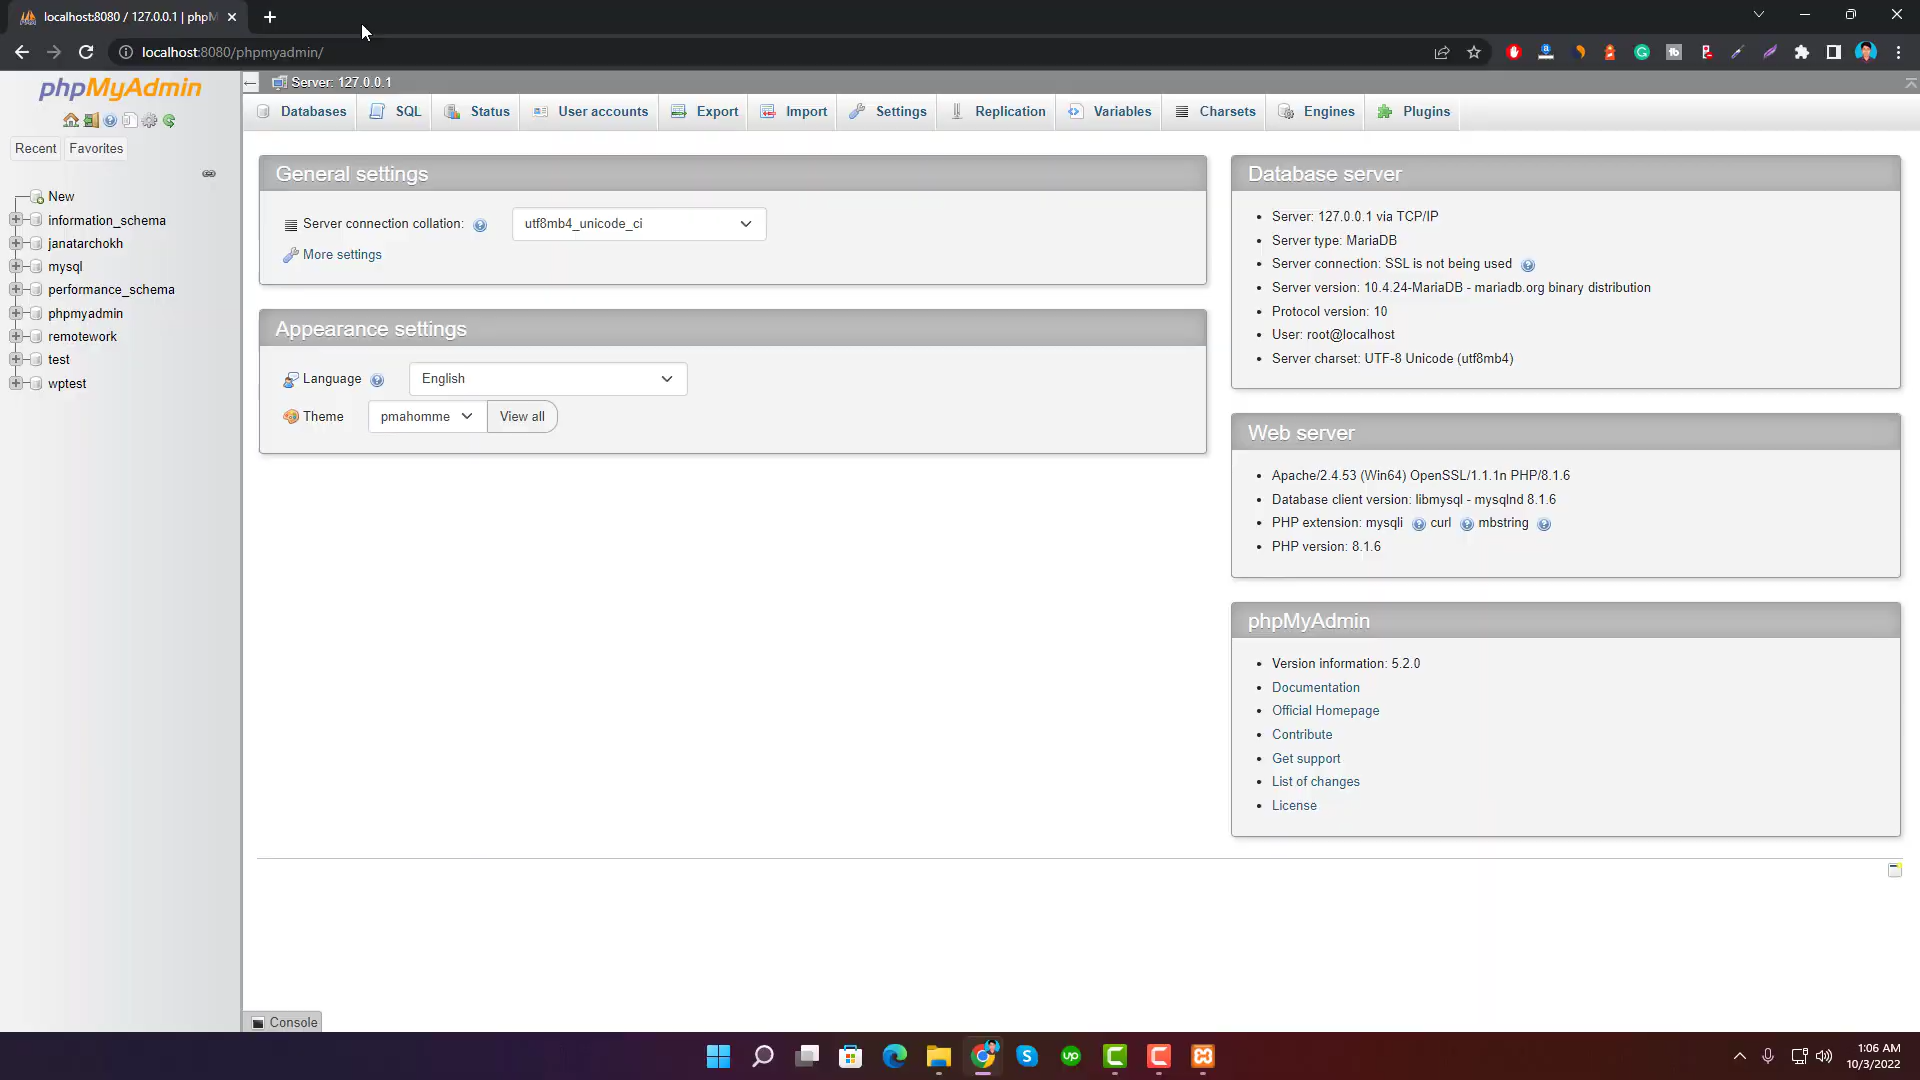 localhost:8080 / 127.0.0.1 | phpM
localhost:8080/phpmyadmin/
phpMyAdmin
Recent
Favorites
New
information_schema
janatarchokh
mysql
performance_schema
phpmyadmin
remotework
test
wptest
Server: 127.0.0.1
Databases
SQL
Status
User accounts
Export
Import
Settings
Replication
Variables
Charsets
Engines
Plugins
General settings
Server connection collation:
utf8mb4_unicode_ci
More settings
Appearance settings
Language
English
Theme
pmahomme
View all
Database server
Server: 127.0.0.1 via TCP/IP
Server type: MariaDB
Server connection: SSL is not being used
Server version: 10.4.24-MariaDB - mariadb.org binary distribution
Protocol version: 10
User: root@localhost
Server charset: UTF-8 Unicode (utf8mb4)
Web server
Apache/2.4.53 (Win64) OpenSSL/1.1.1n PHP/8.1.6
Database client version: libmysql - mysqlnd 8.1.6
PHP extension: mysqli curl mbstring
PHP version: 8.1.6
phpMyAdmin
Version information: 5.2.0
Documentation
Official Homepage
Contribute
Get support
List of changes
License
Console
up
1:06 AM
10/3/2022